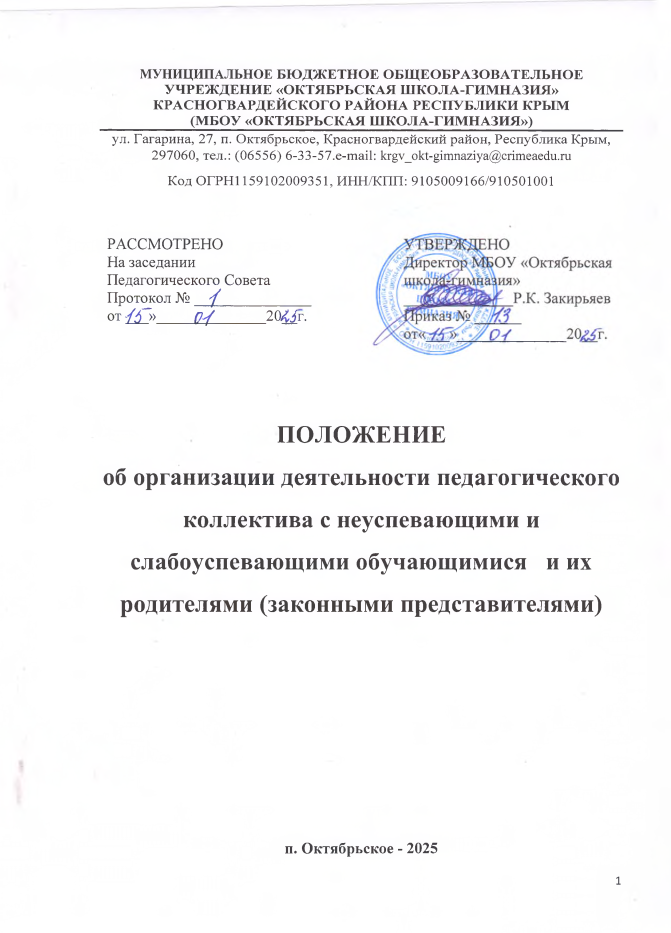 МУНИЦИПАЛЬНОЕ БЮДЖЕТНОЕ ОБЩЕОБРАЗОВАТЕЛЬНОЕ
УЧРЕЖДЕНИЕ «ОКТЯБРЬСКАЯ ШКОЛА-ГИМНАЗИЯ»
КРАСНОГВАРДЕЙСКОГО РАЙОНА РЕСПУБЛИКИ КРЫМ
(МБОУ «ОКТЯБРЬСКАЯ ШКОЛА-ГИМНАЗИЯ»)
ул. Гагарина, 27, п. Октябрьское, Красногвардейский район, Республика Крым,
297060, тел.: (06556) 6-33-57.e-mail: krgv_okt-gimnaziya@crimeaedu.ru
Код ОГРН1159102009351, ИНН/КПП: 9105009166/910501001
РАССМОТРЕНО
На заседании
Педагогического Совета
Протокол № 1
от 15 » 01 2025г.
УТВЕРЖДЕНО
Директор МБОУ «Октябрьская
школа-гимназия»
Р.К. Закирьяев
Приказ № 13
от« 15 » 01 2025г.
ПОЛОЖЕНИЕ
об организации деятельности педагогического
коллектива с неуспевающими и
слабоуспевающими обучающимися и их
родителями (законными представителями)
п. Октябрьское - 2025
1